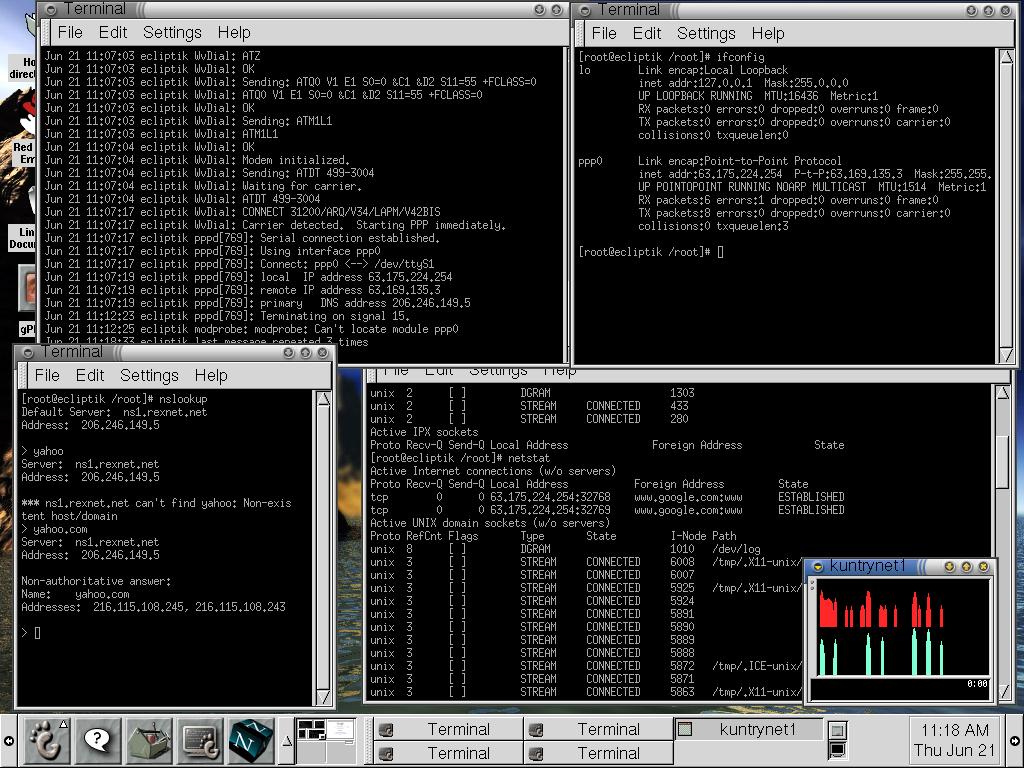 Terminal
File Edit Settings Help
Jun 21 11:07:03 ecliptik WvDial: ATZ
Jun 21 11:07:03 ecliptik WvDial: OK
Jun 21 11:07:03 ecliptik WvDial: Sending: ATQ0 V1 E1 S0=0 &C1 &D2 S11=55 +FCLASS=0
Jun 21 11:07:03 ecliptik WvDial: ATQ0 V1 E1 S0=0 &C1 &D2 S11=55 +FCLASS=0
Jun 21 11:07:03 ecliptik WvDial: OK
Jun 21 11:07:03 ecliptik WvDial: Sending: ATM1L1
Jun 21 11:07:04 ecliptik WvDial: ATM1L1
Jun 21 11:07:04 ecliptik WvDial: OK
Jun 21 11:07:04 ecliptik WvDial: Modem initialized.
Jun 21 11:07:04 ecliptik WvDial: Sending: ATDT 499-3004
Jun 21 11:07:04 ecliptik WvDial: Waiting for carrier.
Jun 21 11:07:04 ecliptik WvDial: ATDT 499-3004
Jun 21 11:07:17 ecliptik WvDial: CONNECT 31200/ARQ/V34/LAPM/V42BIS
Jun 21 11:07:17 ecliptik WvDial: Carrier detected.  Starting PPP immediately.
Jun 21 11:07:17 ecliptik pppd[769]: Serial connection established.
Jun 21 11:07:17 ecliptik pppd[769]: Using interface ppp0
Jun 21 11:07:17 ecliptik pppd[769]: Connect: ppp0 <--> /dev/ttyS1
Jun 21 11:07:19 ecliptik pppd[769]: local  IP address 63.175.224.254
Jun 21 11:07:19 ecliptik pppd[769]: remote IP address 63.169.135.3
Jun 21 11:07:19 ecliptik pppd[769]: primary   DNS address 206.246.149.5
Jun 21 11:12:23 ecliptik pppd[769]: Terminating on signal 15.
Jun 21 11:12:25 ecliptik modprobe: modprobe: Can't locate module ppp0
Jun 21 11:18:33 ecliptik last message repeated 3 times
Terminal
File Edit Settings Help
[root@ecliptik /root]# ifconfig
lo Link encap:Local Loopback
inet addr:127.0.0.1  Mask:255.0.0.0
UP LOOPBACK RUNNING  MTU:16436  Metric:1
RX packets:0 errors:0 dropped:0 overruns:0 frame:0
TX packets:0 errors:0 dropped:0 overruns:0 carrier:0
collisions:0 txqueuelen:0
ppp0 Link encap:Point-to-Point Protocol
inet addr:63.175.224.254  P-t-P:63.169.135.3  Mask:255.255.
UP POINTOPOINT RUNNING NOARP MULTICAST  MTU:1514  Metric:1
RX packets:6 errors:1 dropped:0 overruns:0 frame:0
TX packets:8 errors:0 dropped:0 overruns:0 carrier:0
collisions:0 txqueuelen:3
[root@ecliptik /root]#
Ho
direc
Red
Err
Lin
Docu
gPl
Terminal
File Edit Settings Help
[root@ecliptik /root]# nslookup
Default Server:  ns1.rexnet.net
Address:  206.246.149.5
> yahoo
Server:  ns1.rexnet.net
Address:  206.246.149.5
*** ns1.rexnet.net can't find yahoo: Non-exis
tent host/domain
> yahoo.com
Server:  ns1.rexnet.net
Address:  206.246.149.5
Non-authoritative answer:
Name:    yahoo.com
Addresses:  216.115.108.245, 216.115.108.243
>
File Edit Settings Help
unix 2 [ ] DGRAM 1303
unix 2 [ ] STREAM CONNECTED 433
unix 2 [ ] STREAM CONNECTED 280
Active IPX sockets
Proto Recv-Q Send-Q Local Address Foreign Address State
[root@ecliptik /root]# netstat
Active Internet connections (w/o servers)
Proto Recv-Q Send-Q Local Address Foreign Address State
tcp 0 0 63.175.224.254:32768 www.google.com:www ESTABLISHED
tcp 0 0 63.175.224.254:32769 www.google.com:www ESTABLISHED
Active UNIX domain sockets (w/o servers)
Proto RefCnt Flags Type State I-Node Path
unix 8 [ ] DGRAM 1010 /dev/log
unix 3 [ ] STREAM CONNECTED 6008 /tmp/.X11-unix/
unix 3 [ ] STREAM CONNECTED 6007
unix 3 [ ] STREAM CONNECTED 5925 /tmp/.X11-unix/
unix 3 [ ] STREAM CONNECTED 5924
unix 3 [ ] STREAM CONNECTED 5891
unix 3 [ ] STREAM CONNECTED 5890
unix 3 [ ] STREAM CONNECTED 5889
unix 3 [ ] STREAM CONNECTED 5888
unix 3 [ ] STREAM CONNECTED 5872 /tmp/.ICE-unix/
unix 3 [ ] STREAM CONNECTED 5871
unix 3 [ ] STREAM CONNECTED 5863 /tmp/.X11-unix/
kuntrynet1
0:00
Terminal Terminal kuntrynet1
Terminal Terminal
11:18 AM
Thu Jun 21